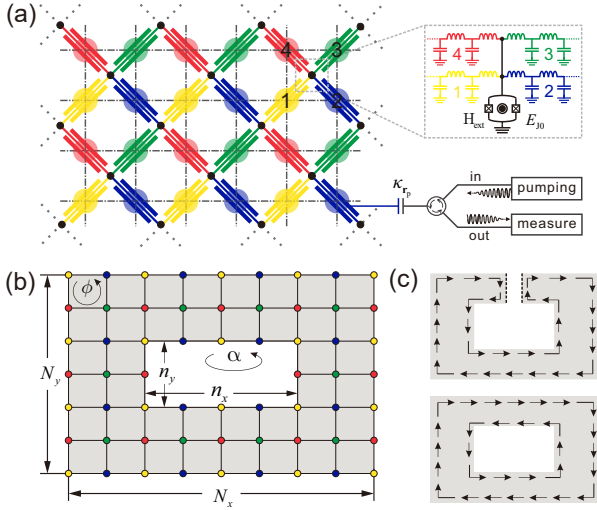 (a)
4 3
1 2
4 3
1 2
H_ext E_J0
κ_r_p
in
pumping
measure
out
(b)
(c)
ϕ
α
N_y
n_y
n_x
N_x